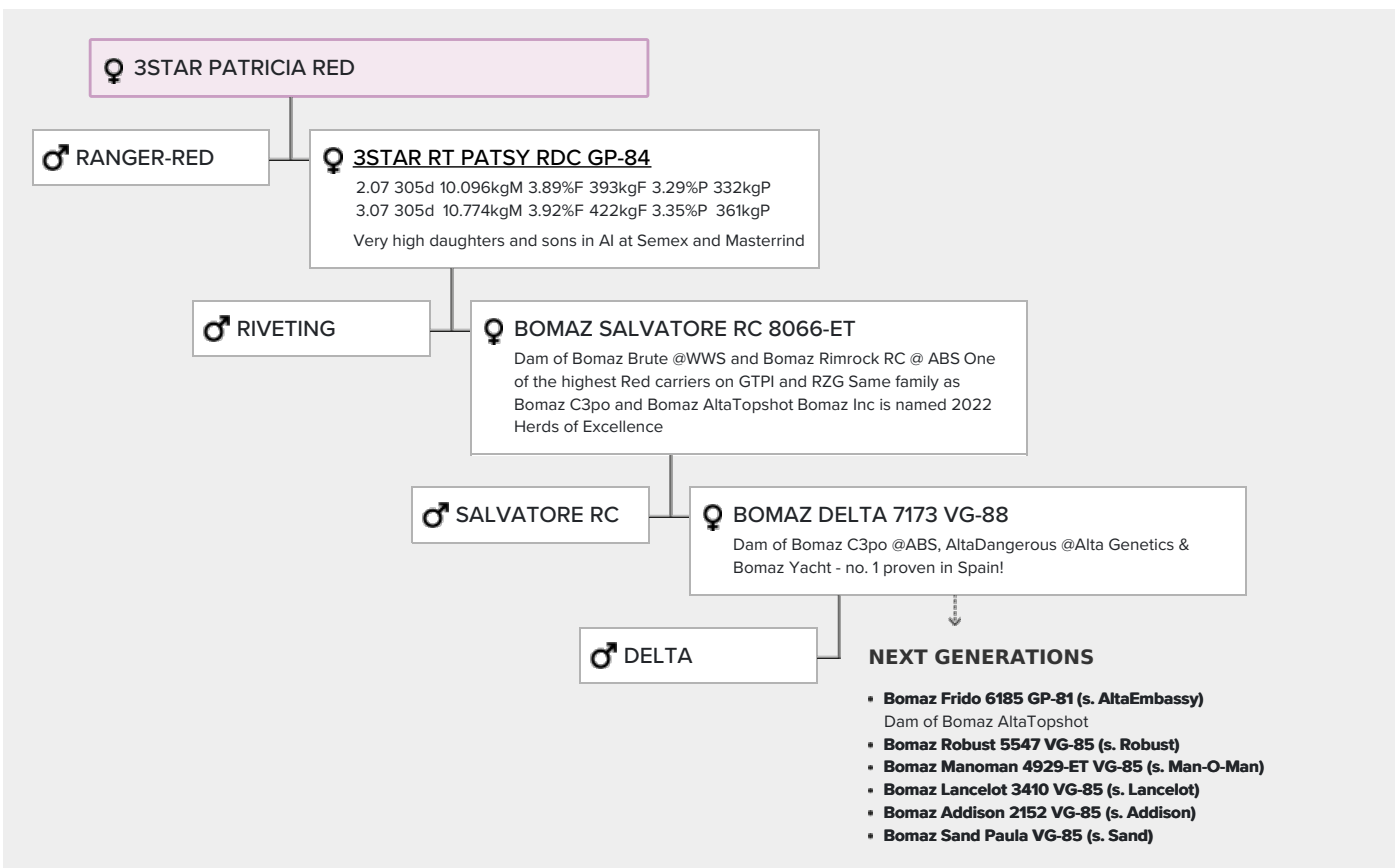 3STAR PATRICIA RED
RANGER-RED
3STAR RT PATSY RDC GP-84
2.07 305d 10.096kgM 3.89%F 393kgF 3.29%P 332kgP
3.07 305d 10.774kgM 3.92%F 422kgF 3.35%P 361kgP
Very high daughters and sons in AI at Semex and Masterrind
RIVETING
BOMAZ SALVATORE RC 8066-ET
Dam of Bomaz Brute @WWS and Bomaz Rimrock RC @ ABS One
of the highest Red carriers on GTPI and RZG Same family as
Bomaz C3po and Bomaz AltaTopshot Bomaz Inc is named 2022
Herds of Excellence
SALVATORE RC
BOMAZ DELTA 7173 VG-88
Dam of Bomaz C3po @ABS, AltaDangerous @Alta Genetics &
Bomaz Yacht - no. 1 proven in Spain!
DELTA
NEXT GENERATIONS
• Bomaz Frido 6185 GP-81 (s. AltaEmbassy)
Dam of Bomaz AltaTopshot
• Bomaz Robust 5547 VG-85 (s. Robust)
• Bomaz Manoman 4929-ET VG-85 (s. Man-O-Man)
• Bomaz Lancelot 3410 VG-85 (s. Lancelot)
• Bomaz Addison 2152 VG-85 (s. Addison)
• Bomaz Sand Paula VG-85 (s. Sand)